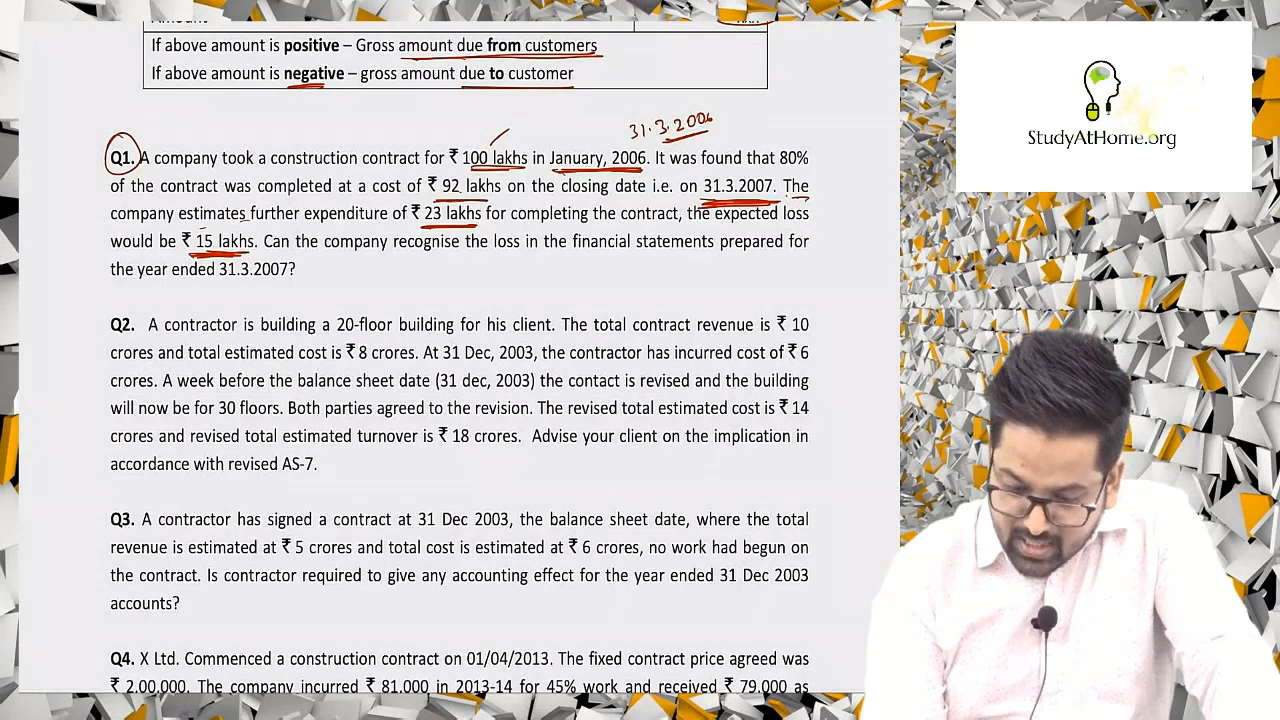 If above amount is positive – Gross amount due from customers
If above amount is negative – gross amount due to customer
31.3.2006
Q1. A company took a construction contract for ₹ 100 lakhs in January, 2006. It was found that 80%
of the contract was completed at a cost of ₹ 92 lakhs on the closing date i.e. on 31.3.2007. The
company estimates further expenditure of ₹ 23 lakhs for completing the contract, the expected loss
would be ₹ 15 lakhs. Can the company recognise the loss in the financial statements prepared for
the year ended 31.3.2007?
Q2. A contractor is building a 20-floor building for his client. The total contract revenue is ₹ 10
crores and total estimated cost is ₹ 8 crores. At 31 Dec, 2003, the contractor has incurred cost of ₹ 6
crores. A week before the balance sheet date (31 dec, 2003) the contact is revised and the building
will now be for 30 floors. Both parties agreed to the revision. The revised total estimated cost is ₹ 14
crores and revised total estimated turnover is ₹ 18 crores. Advise your client on the implication in
accordance with revised AS-7.
Q3. A contractor has signed a contract at 31 Dec 2003, the balance sheet date, where the total
revenue is estimated at ₹ 5 crores and total cost is estimated at ₹ 6 crores, no work had begun on
the contract. Is contractor required to give any accounting effect for the year ended 31 Dec 2003
accounts?
Q4. X Ltd. Commenced a construction contract on 01/04/2013. The fixed contract price agreed was
₹ 2,00,000. The company incurred ₹ 81,000 in 2013-14 for 45% work and received ₹ 79,000 as
StudyAtHome.org